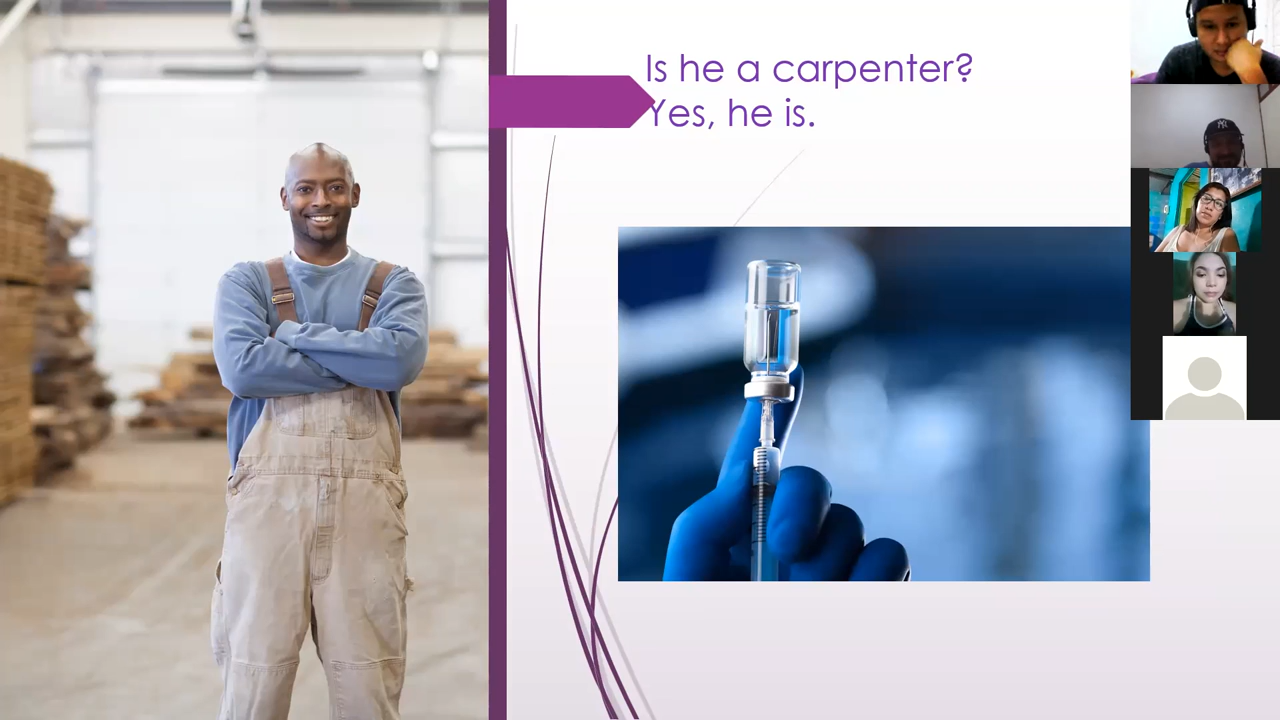 Is he a carpenter?
Yes, he is.